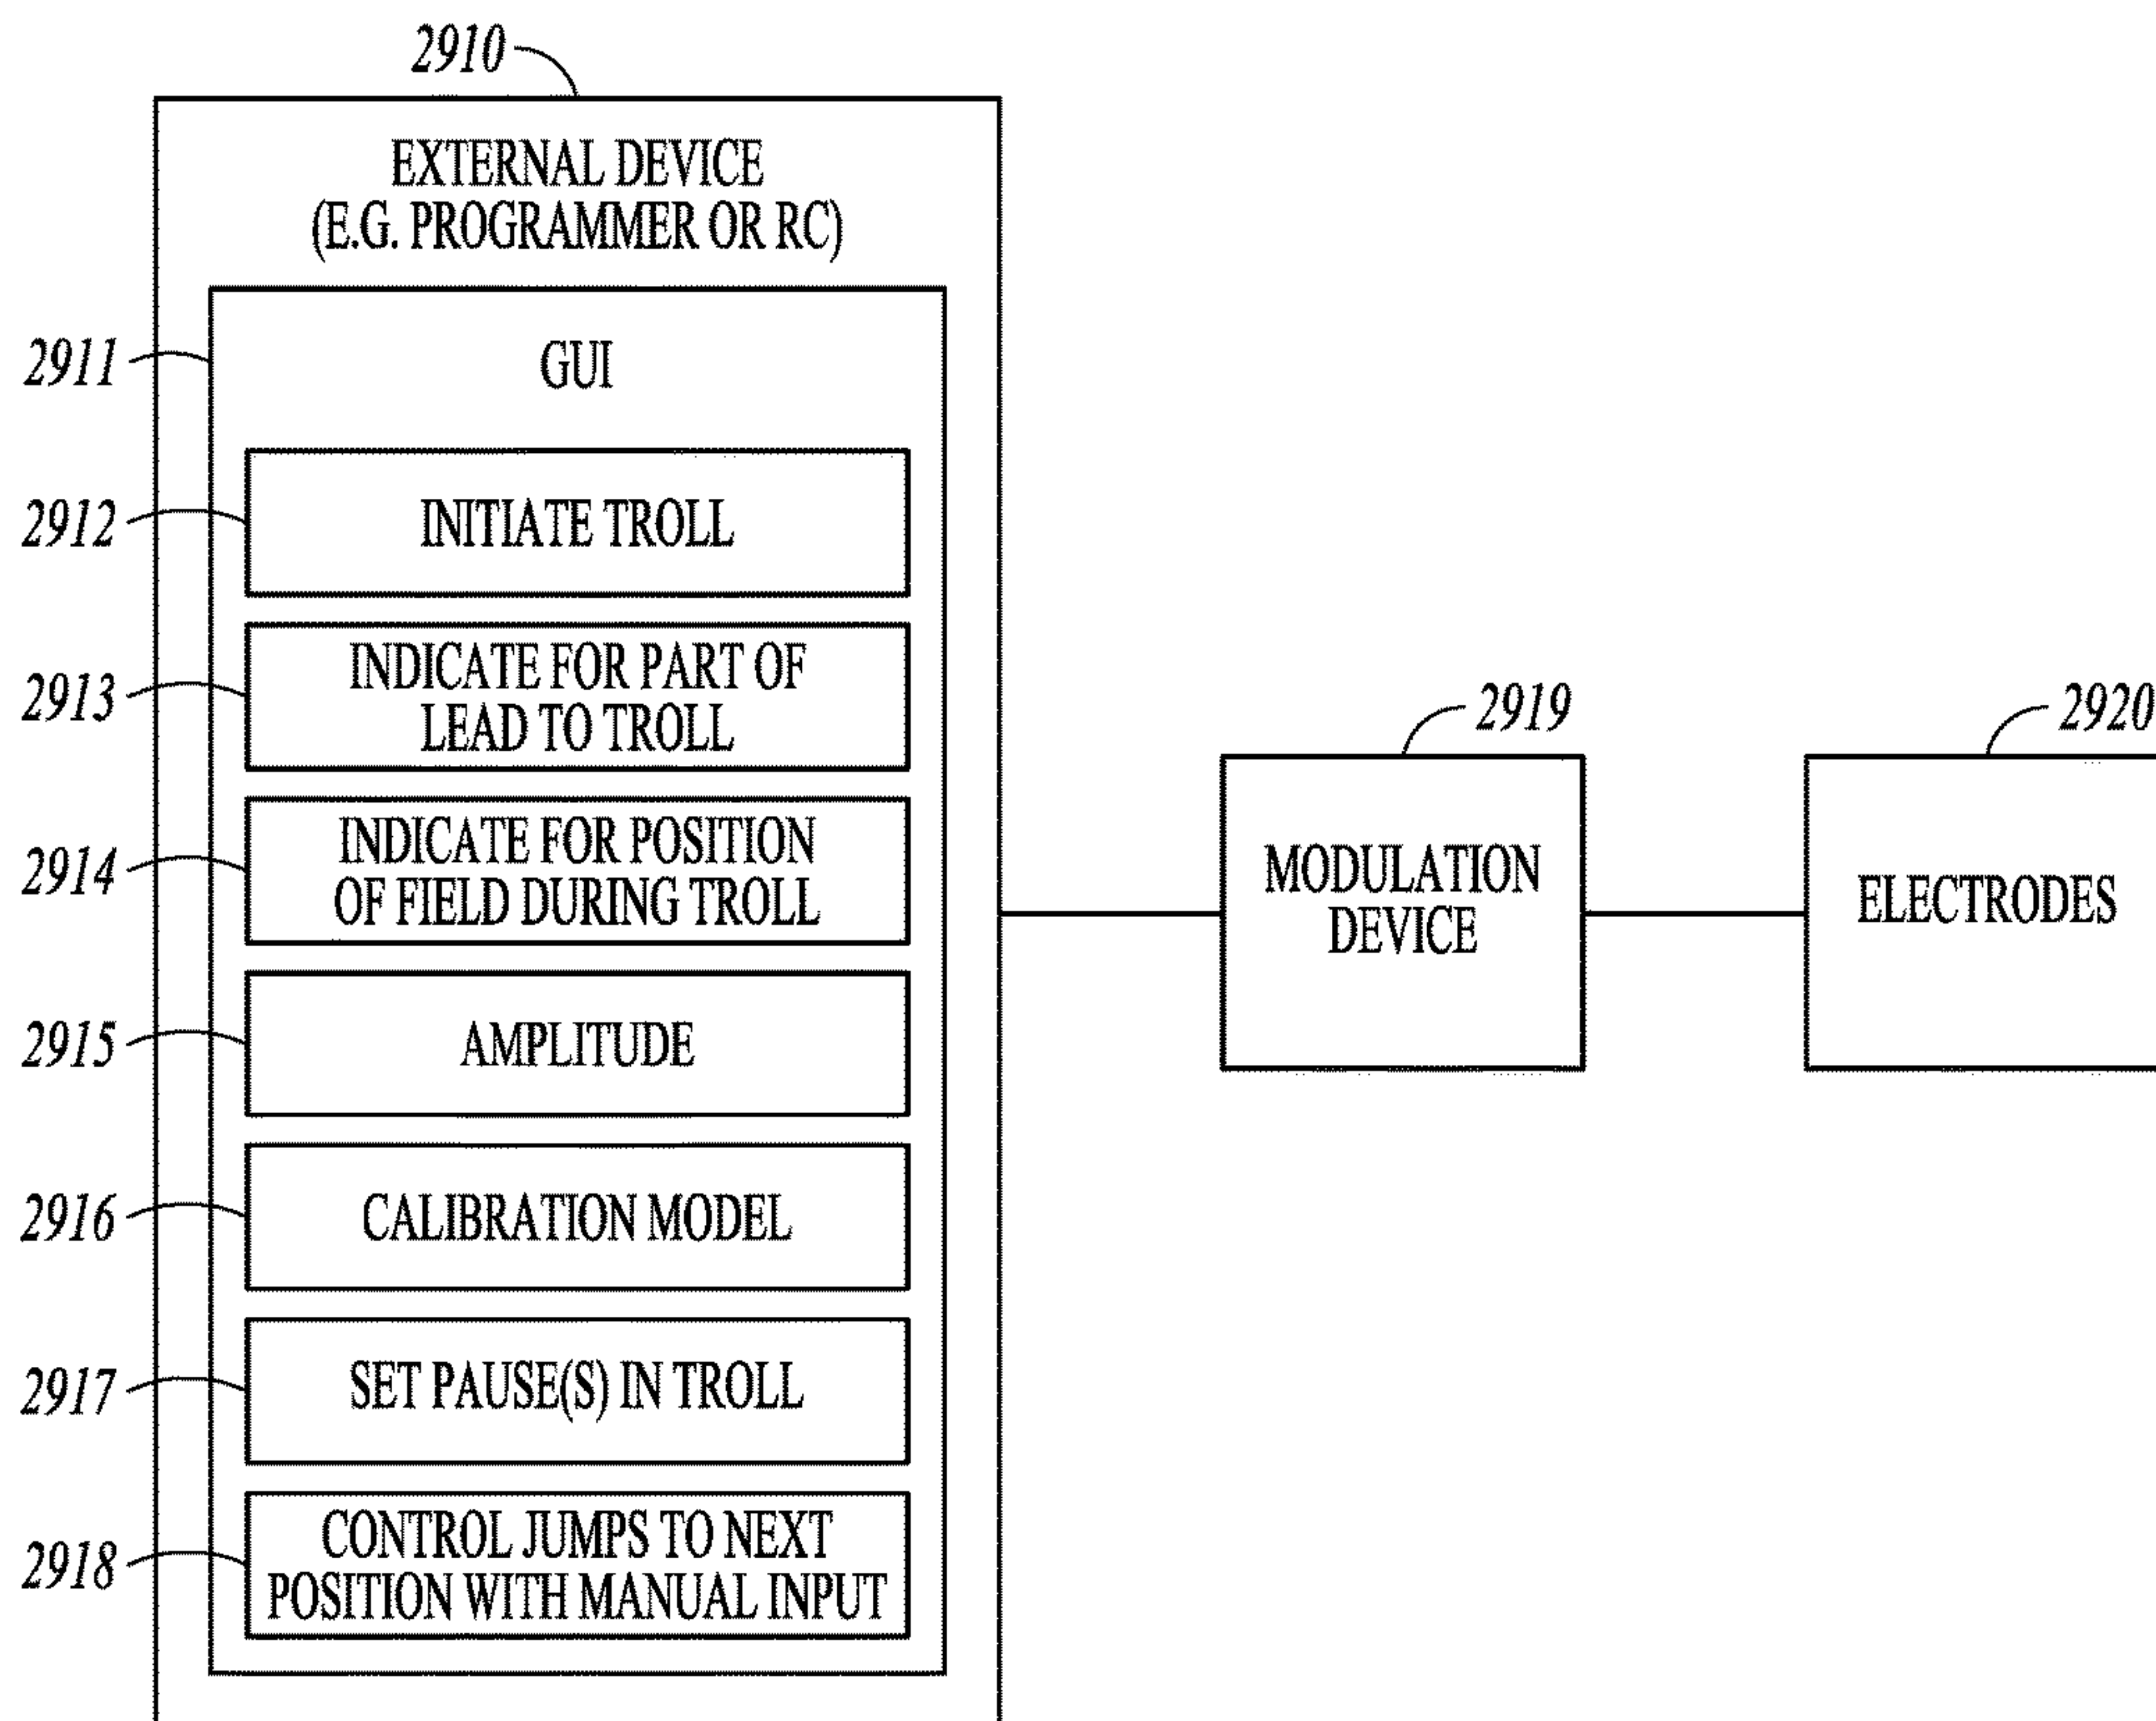 2910
EXTERNAL DEVICE
(E.G. PROGRAMMER OR RC)
2911
GUI
2912
INITIATE TROLL
2913
INDICATE FOR PART OF
LEAD TO TROLL
2914
INDICATE FOR POSITION
OF FIELD DURING TROLL
2915
AMPLITUDE
2916
CALIBRATION MODEL
2917
SET PAUSE(S) IN TROLL
2918
CONTROL JUMPS TO NEXT
POSITION WITH MANUAL INPUT
2919
MODULATION
DEVICE
2920
ELECTRODES